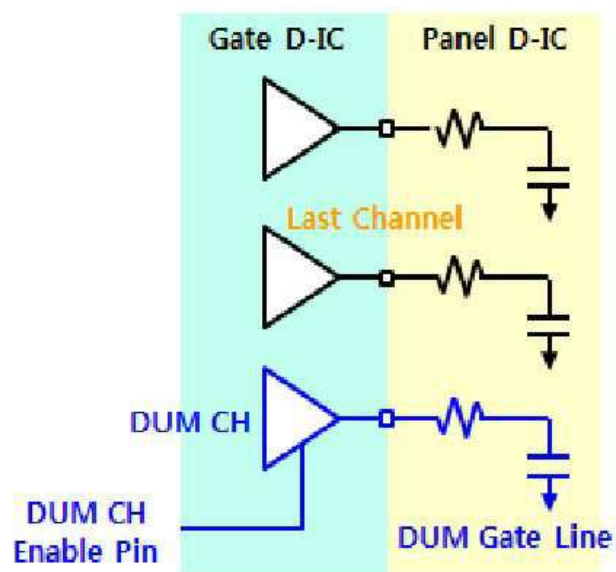 Gate D-IC
Panel D-IC
Last Channel
DUM CH
DUM CH
Enable Pin
DUM Gate Line